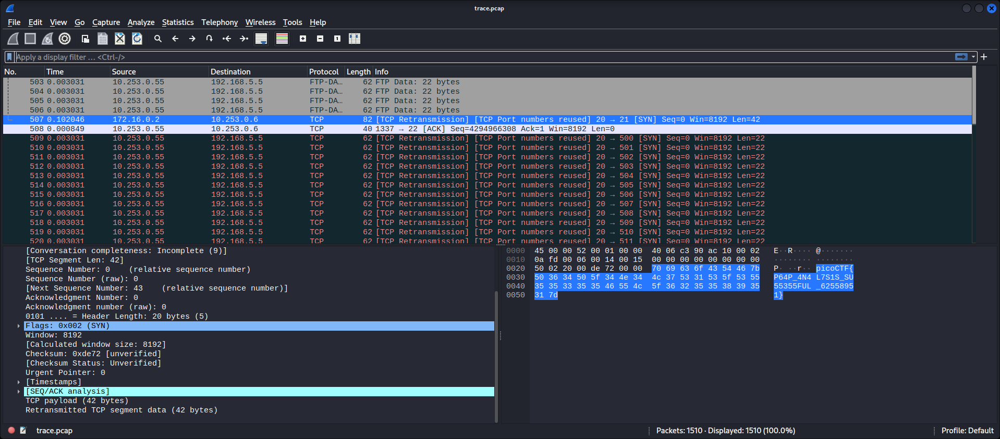 trace.pcap
File Edit View Go Capture Analyze Statistics Telephony Wireless Tools Help
Apply a display filter … <Ctrl-/>
No. Time Source Destination Protocol Length Info
503 0.003031 10.253.0.55 192.168.5.5 FTP-DA… 62 FTP Data: 22 bytes
504 0.003031 10.253.0.55 192.168.5.5 FTP-DA… 62 FTP Data: 22 bytes
505 0.003031 10.253.0.55 192.168.5.5 FTP-DA… 62 FTP Data: 22 bytes
506 0.003031 10.253.0.55 192.168.5.5 FTP-DA… 62 FTP Data: 22 bytes
507 0.102046 172.16.0.2 10.253.0.6 TCP 82 [TCP Retransmission] [TCP Port numbers reused] 20 → 21 [SYN] Seq=0 Win=8192 Len=42
508 0.000849 10.253.0.55 10.253.0.6 TCP 40 1337 → 22 [ACK] Seq=4294966308 Ack=1 Win=8192 Len=0
509 0.003031 10.253.0.55 192.168.5.5 TCP 62 [TCP Retransmission] [TCP Port numbers reused] 20 → 500 [SYN] Seq=0 Win=8192 Len=22
510 0.003031 10.253.0.55 192.168.5.5 TCP 62 [TCP Retransmission] [TCP Port numbers reused] 20 → 501 [SYN] Seq=0 Win=8192 Len=22
511 0.003031 10.253.0.55 192.168.5.5 TCP 62 [TCP Retransmission] [TCP Port numbers reused] 20 → 502 [SYN] Seq=0 Win=8192 Len=22
512 0.003031 10.253.0.55 192.168.5.5 TCP 62 [TCP Retransmission] [TCP Port numbers reused] 20 → 503 [SYN] Seq=0 Win=8192 Len=22
513 0.003031 10.253.0.55 192.168.5.5 TCP 62 [TCP Retransmission] [TCP Port numbers reused] 20 → 504 [SYN] Seq=0 Win=8192 Len=22
514 0.003031 10.253.0.55 192.168.5.5 TCP 62 [TCP Retransmission] [TCP Port numbers reused] 20 → 505 [SYN] Seq=0 Win=8192 Len=22
515 0.003031 10.253.0.55 192.168.5.5 TCP 62 [TCP Retransmission] [TCP Port numbers reused] 20 → 506 [SYN] Seq=0 Win=8192 Len=22
516 0.003031 10.253.0.55 192.168.5.5 TCP 62 [TCP Retransmission] [TCP Port numbers reused] 20 → 507 [SYN] Seq=0 Win=8192 Len=22
517 0.003031 10.253.0.55 192.168.5.5 TCP 62 [TCP Retransmission] [TCP Port numbers reused] 20 → 508 [SYN] Seq=0 Win=8192 Len=22
518 0.003031 10.253.0.55 192.168.5.5 TCP 62 [TCP Retransmission] [TCP Port numbers reused] 20 → 509 [SYN] Seq=0 Win=8192 Len=22
519 0.003031 10.253.0.55 192.168.5.5 TCP 62 [TCP Retransmission] [TCP Port numbers reused] 20 → 510 [SYN] Seq=0 Win=8192 Len=22
520 0.003031 10.253.0.55 192.168.5.5 TCP 62 [TCP Retransmission] [TCP Port numbers reused] 20 → 511 [SYN] Seq=0 Win=8192 Len=22
[Conversation completeness: Incomplete (9)]
[TCP Segment Len: 42]
Sequence Number: 0 (relative sequence number)
Sequence Number (raw): 0
[Next Sequence Number: 43 (relative sequence number)]
Acknowledgment Number: 0
Acknowledgment number (raw): 0
0101 .... = Header Length: 20 bytes (5)
Flags: 0x002 (SYN)
Window: 8192
[Calculated window size: 8192]
Checksum: 0xde72 [unverified]
[Checksum Status: Unverified]
Urgent Pointer: 0
[Timestamps]
[SEQ/ACK analysis]
TCP payload (42 bytes)
Retransmitted TCP segment data (42 bytes)
0000 45 00 00 52 00 01 00 00 40 06 c3 90 ac 10 00 02 E··R····@·······
0010 0a fd 00 06 00 14 00 15 00 00 00 00 00 00 00 00 ········ ········
0020 50 02 20 00 de 72 00 00 70 69 63 6f 43 54 46 7b P· ··r·· picoCTF{
0030 50 36 34 50 5f 34 4e 34 4c 37 53 31 53 5f 53 55 P64P_4N4 L7S1S_SU
0040 35 35 33 35 35 46 55 4c 5f 36 32 35 35 38 39 35 55355FUL _6255895
0050 31 7d 1}
trace.pcap
Packets: 1510 · Displayed: 1510 (100.0%)
Profile: Default